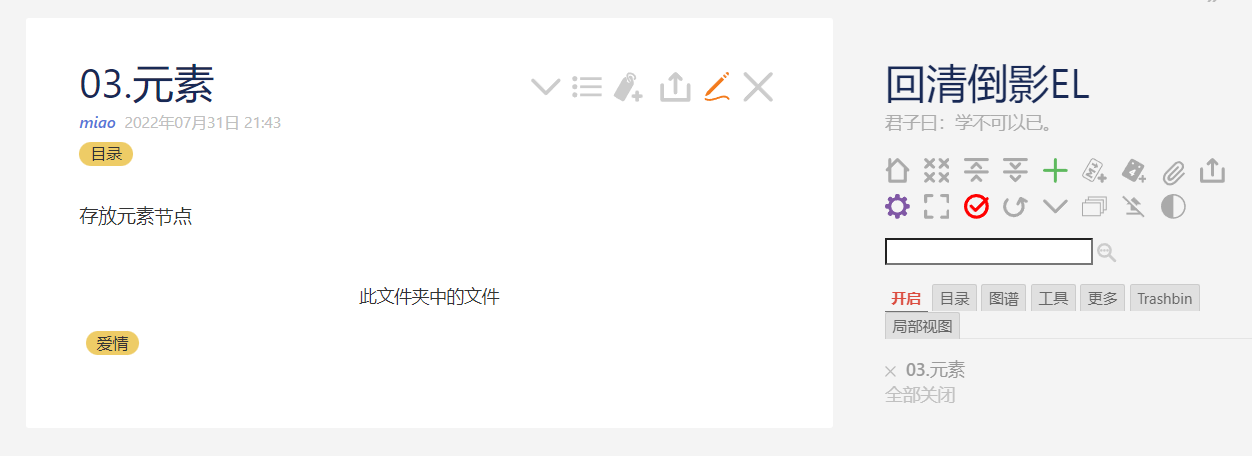 03.元素
miao 2022年07月31日 21:43
目录
存放元素节点
此文件夹中的文件
爱情
回清倒影EL
君子曰：学不可以已。
开启 目录 图谱 工具 更多 Trashbin
局部视图
× 03.元素
全部关闭